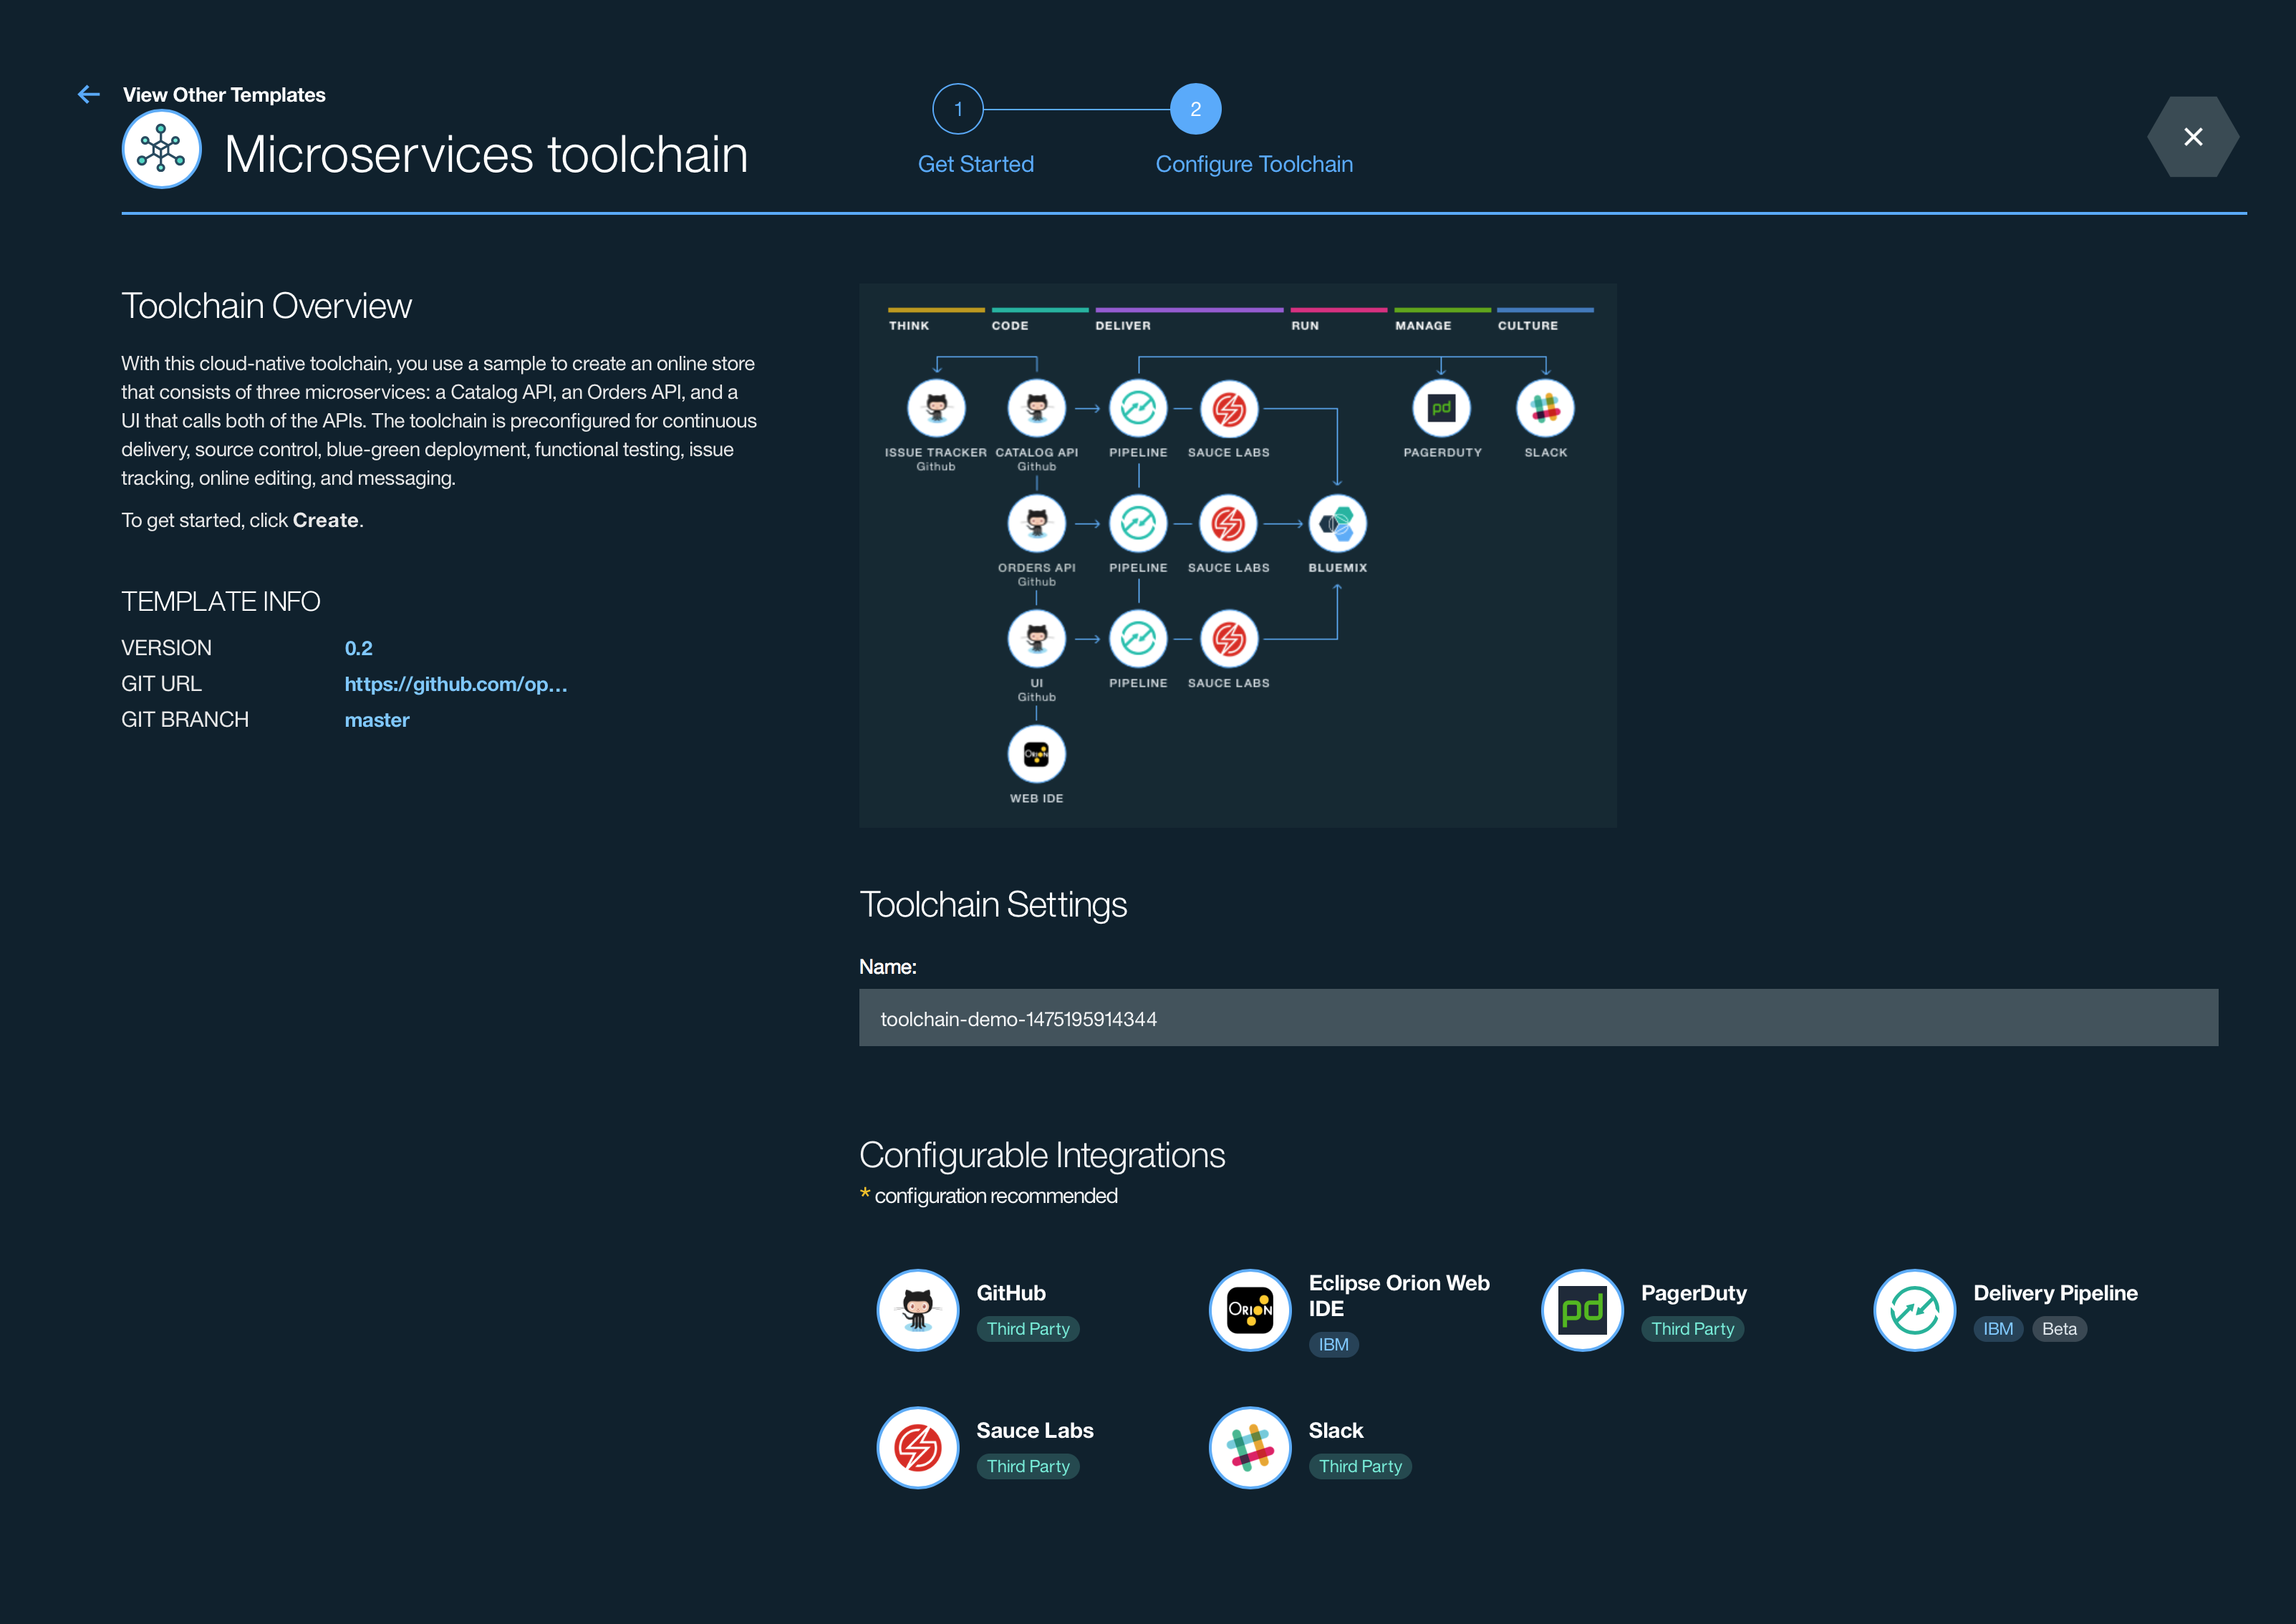 View Other Templates
Microservices toolchain
1
2
Get Started
Configure Toolchain
Toolchain Overview
With this cloud-native toolchain, you use a sample to create an online store
that consists of three microservices: a Catalog API, an Orders API, and a
UI that calls both of the APIs. The toolchain is preconfigured for continuous
delivery, source control, blue-green deployment, functional testing, issue
tracking, online editing, and messaging.
To get started, click Create.
TEMPLATE INFO
VERSION 0.2
GIT URL https://github.com/op...
GIT BRANCH master
THINK CODE DELIVER RUN MANAGE CULTURE
pd
ISSUE TRACKER CATALOG API PIPELINE SAUCE LABS PAGERDUTY SLACK
Github Github
ORDERS API PIPELINE SAUCE LABS BLUEMIX
Github
UI PIPELINE SAUCE LABS
Github
ORION
WEB IDE
Toolchain Settings
Name:
toolchain-demo-1475195914344
Configurable Integrations
* configuration recommended
GitHub
Third Party
ORION
Eclipse Orion Web
IDE
IBM
pd
PagerDuty
Third Party
Delivery Pipeline
IBM Beta
Sauce Labs
Third Party
Slack
Third Party